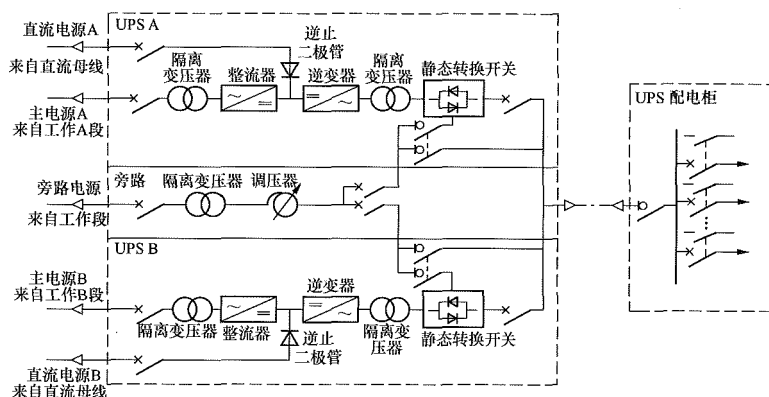 直流电源A
来自直流母线
主电源A
来自工作A段
旁路电源
来自工作段
主电源B
来自工作B段
直流电源B
来自直流母线
UPS A
隔离
变压器
整流器
逆止
二极管
逆变器
隔离
变压器
静态转换开关
旁路
隔离变压器
调压器
UPS B
隔离变压器
整流器
逆止
二极管
逆变器
隔离变
压器
静态转换开关
UPS 配电柜